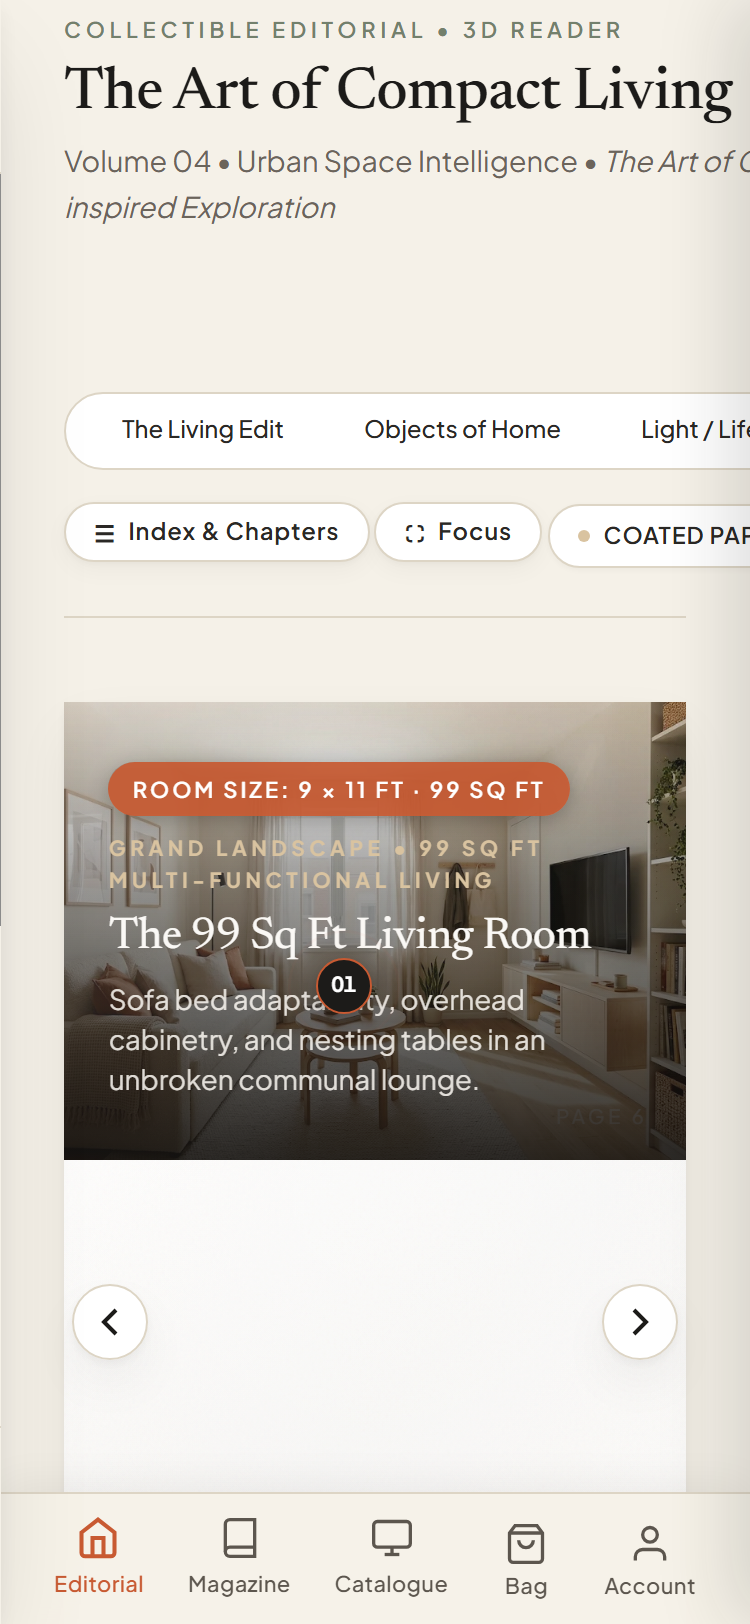 COLLECTIBLE EDITORIAL • 3D READER
The Art of Compact Living
Volume 04 • Urban Space Intelligence • The Art of
inspired Exploration
The Living Edit
Objects of Home
Light / Life
Index & Chapters
Focus
COATED
ROOM SIZE: 9 × 11 FT · 99 SQ FT
GRAND LANDSCAPE • 99 SQ FT
MULTI-FUNCTIONAL LIVING
The 99 Sq Ft Living Room
01
Sofa bed overhead
cabinetry, and nesting tables in an
unbroken communal lounge.
PAGE 6
Editorial
Magazine
Catalogue
Bag
Account